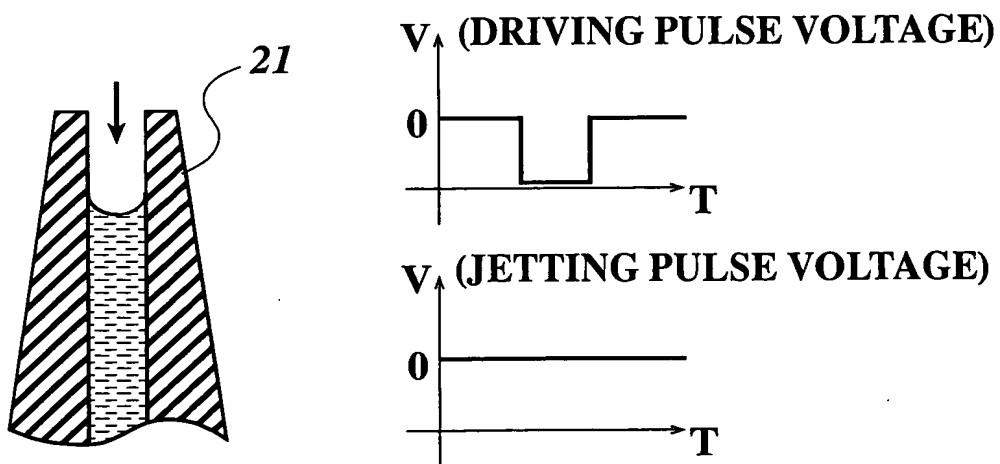 21
V (DRIVING PULSE VOLTAGE)
0
T
V (JETTING PULSE VOLTAGE)
0
T